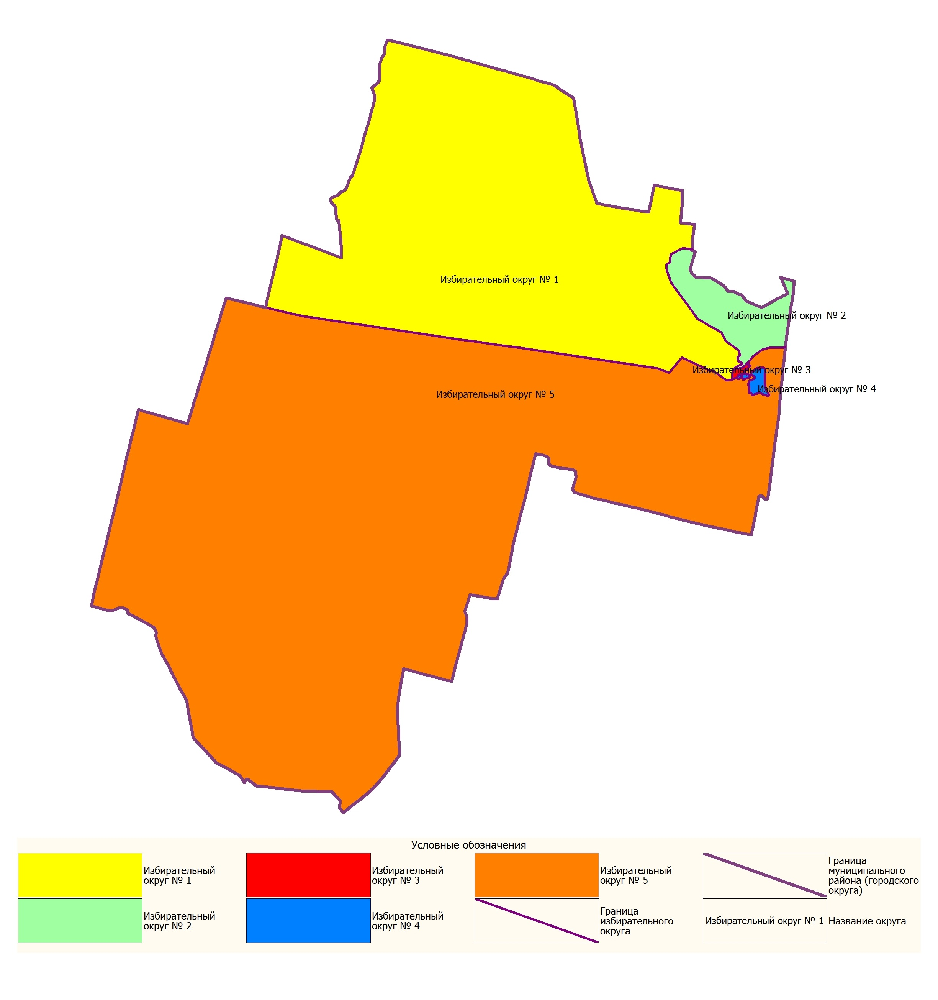 Избирательный округ № 1
Избирательный округ № 2
Избирательный округ № 3
Избирательный округ № 4
Избирательный округ № 5
Условные обозначения
Избирательный
округ № 1
Избирательный
округ № 3
Избирательный
округ № 5
Граница
муниципального
района (городского
округа)
Избирательный
округ № 2
Избирательный
округ № 4
Граница
избирательного
округа
Избирательный округ № 1
Название округа